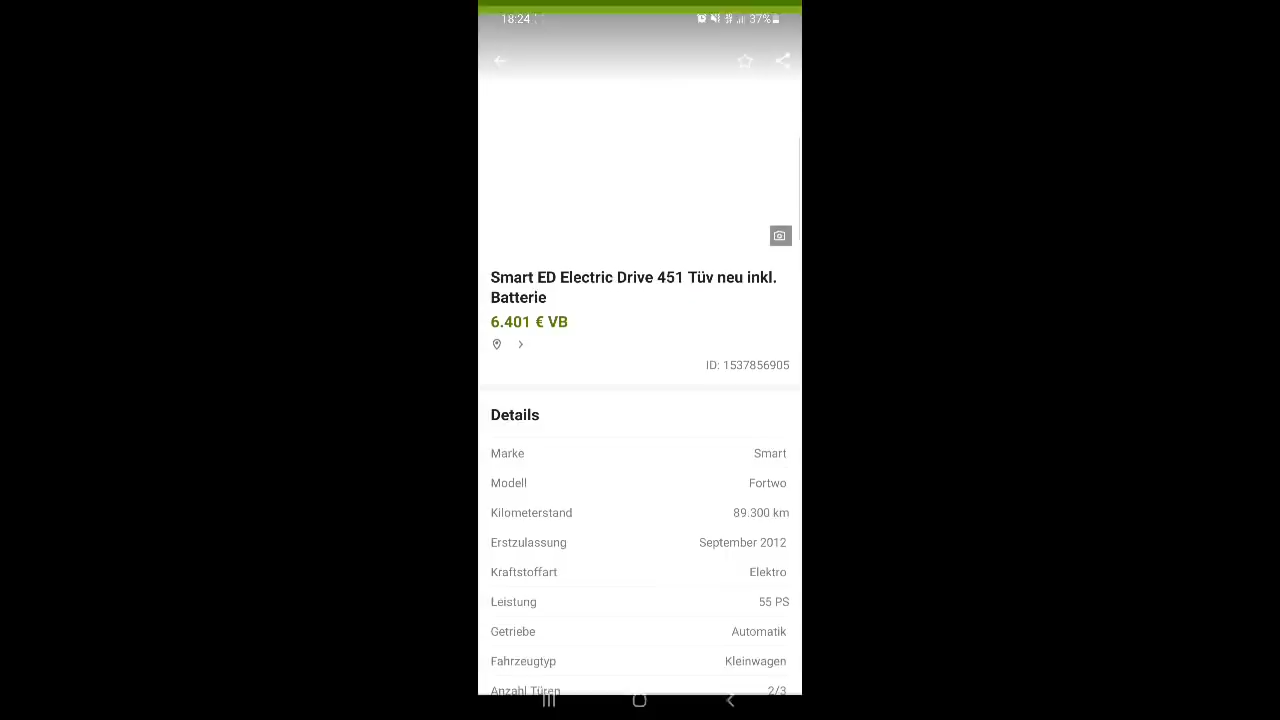 18:24
37%
Smart ED Electric Drive 451 Tüv neu inkl.
Batterie
6.401 € VB
ID: 1537856905
Details
Marke Smart
Modell Fortwo
Kilometerstand 89.300 km
Erstzulassung September 2012
Kraftstoffart Elektro
Leistung 55 PS
Getriebe Automatik
Fahrzeugtyp Kleinwagen
Anzahl Türen 2/3